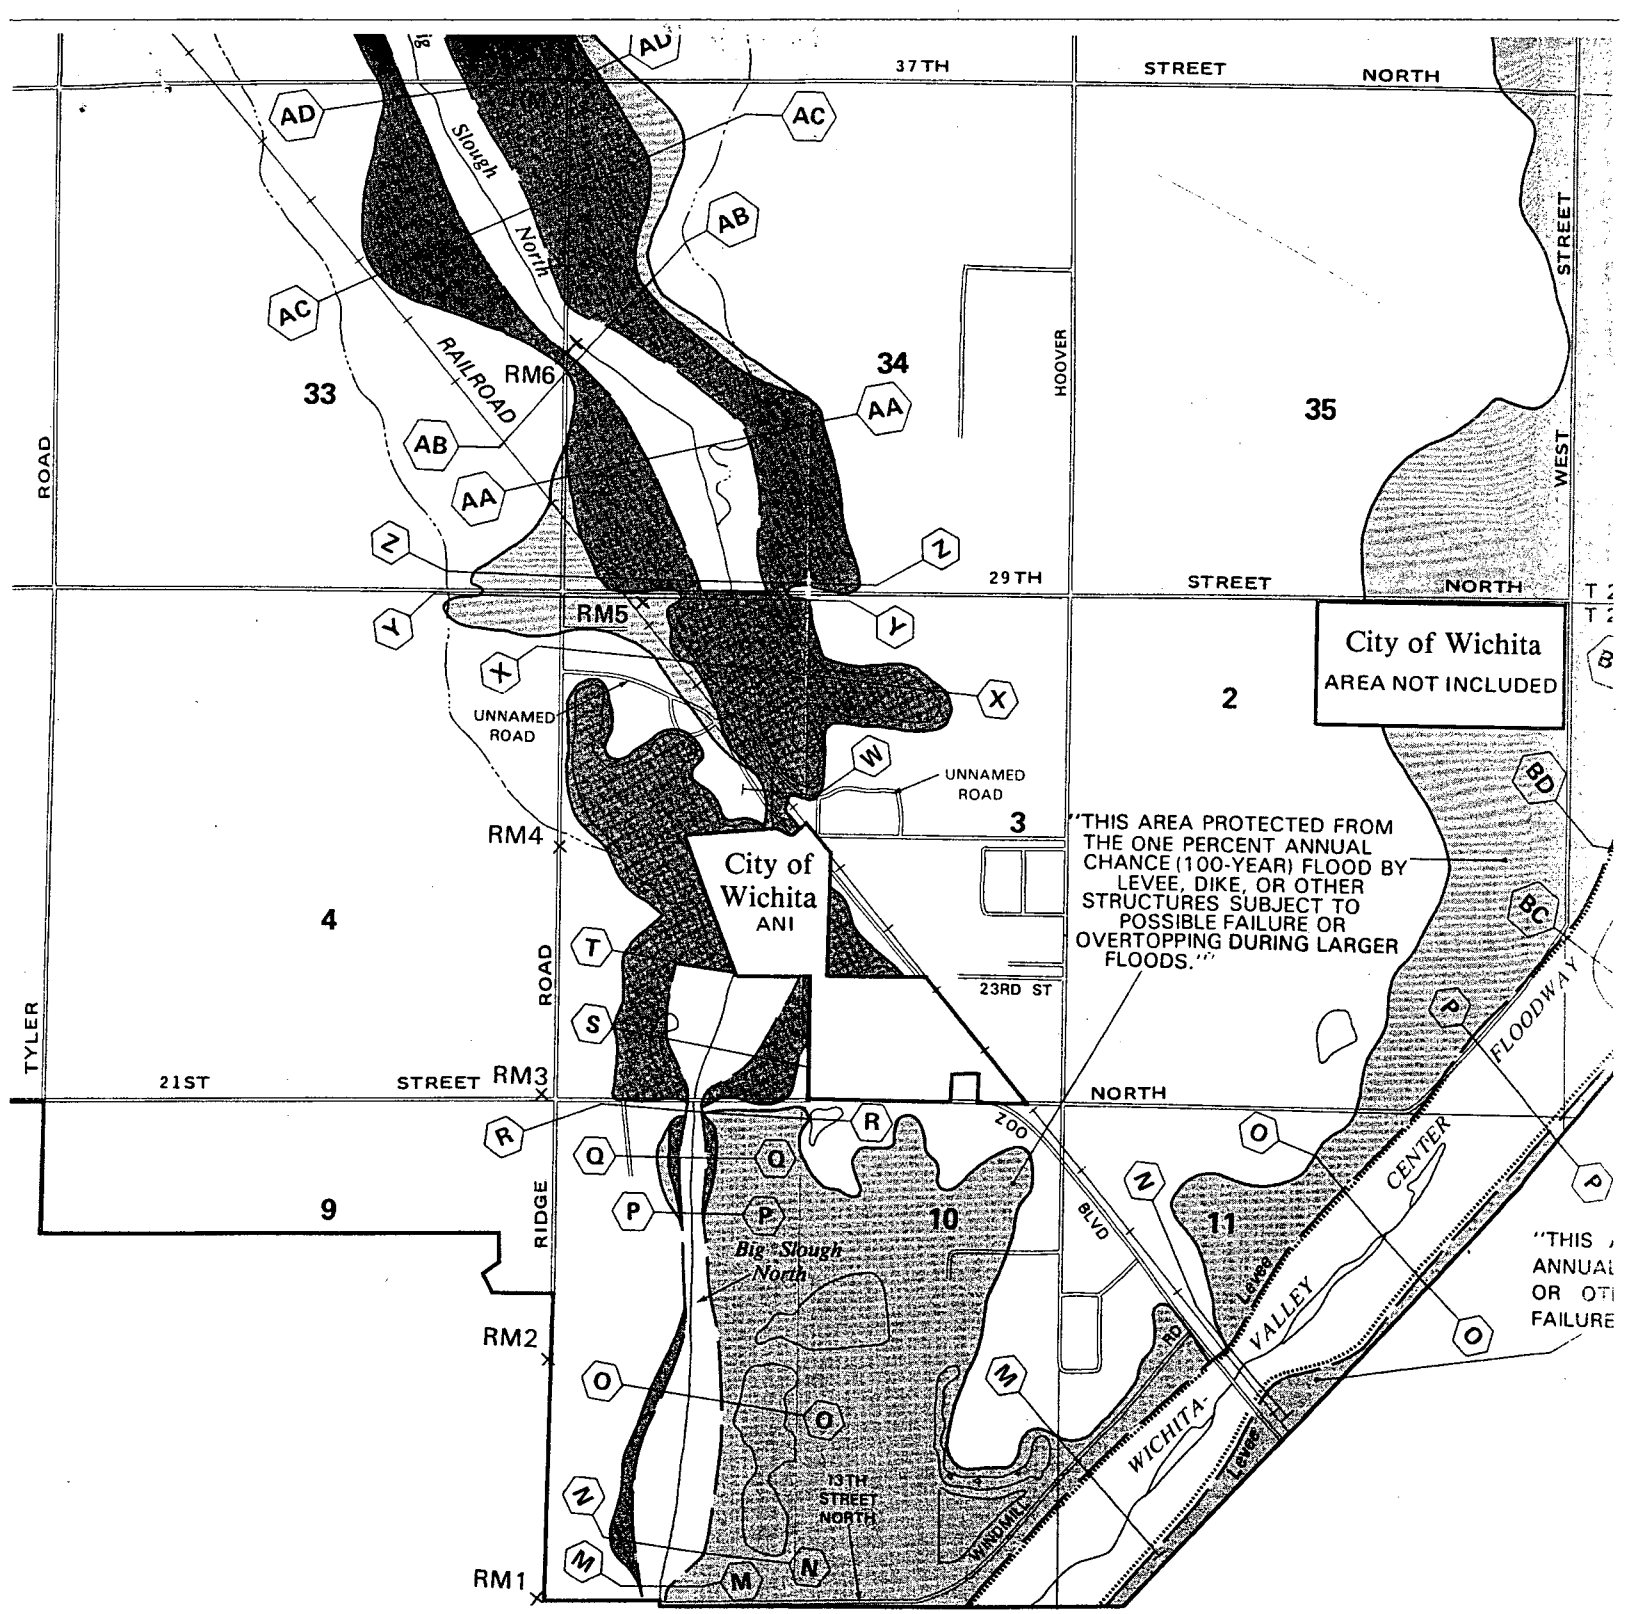 AD
37TH
STREET
NORTH
AD
AC
Slough
AB
STREET
North
AC
RAILROAD
34
HOOVER
RM6
33
AA
35
AB
WEST
ROAD
AA
Z
Z
29TH
STREET
NORTH
T 2
T 2
RM5
Y
Y
City of Wichita
AREA NOT INCLUDED
B
X
X
2
UNNAMED
ROAD
W
UNNAMED
ROAD
BD
3
RM4
"THIS AREA PROTECTED FROM
THE ONE PERCENT ANNUAL
CHANCE (100-YEAR) FLOOD BY
LEVEE, DIKE, OR OTHER
STRUCTURES SUBJECT TO
POSSIBLE FAILURE OR
OVERTOPPING DURING LARGER
FLOODS."
City of
Wichita
ANI
BC
4
T
ROAD
23RD ST
P
FLOODWAY
S
TYLER
21ST
STREET
RM3
NORTH
R
R
ZOO
O
CENTER
Q
Q
N
P
RIDGE
9
P
P
10
BLVD
11
Big Slough
North
Levee
VALLEY
"THIS
ANNUAL
OR OT
FAILURE
RM2
RD
O
M
O
O
WICHITA-
Levee
13TH
STREET
NORTH
N
WINDMILL
M
N
M
RM1